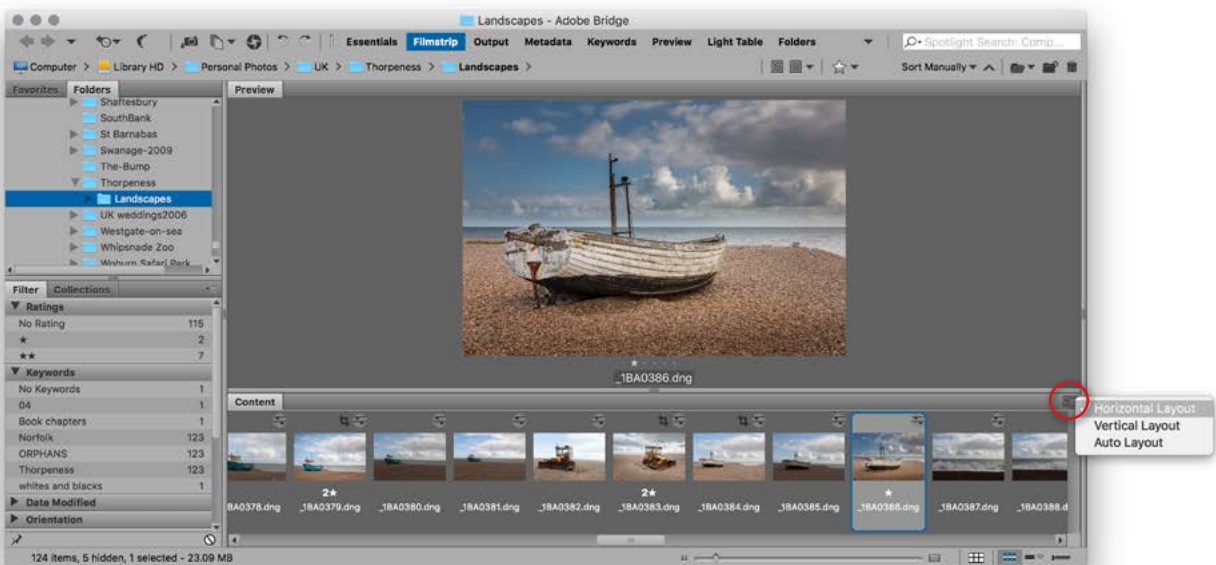 Landscapes - Adobe Bridge
Essentials Filmstrip Output Metadata Keywords Preview Light Table Folders
Spotlight Search: Comp...
Computer > Library HD > Personal Photos > UK > Thorpeness > Landscapes >
Sort Manually
Favorites Folders
Shaftesbury
SouthBank
St Barnabas
Swanage-2009
The-Bump
Thorpeness
Landscapes
UK weddings2006
Westgate-on-sea
Whipsnade Zoo
Woburn Safari Park
Filter Collections
Ratings
No Rating 115
★ 2
★★ 7
Keywords
No Keywords 1
04 1
Book chapters 1
Norfolk 123
ORPHANS 123
Thorpeness 123
whites and blacks 1
Date Modified
Orientation
Preview
_1BA0386.dng
Content
Horizontal Layout
Vertical Layout
Auto Layout
2★ 2★ ★
BA0378.dng _1BA0379.dng _1BA0380.dng _1BA0381.dng _1BA0382.dng _1BA0383.dng _1BA0384.dng _1BA0385.dng _1BA0386.dng _1BA0387.dng _1BA0388.d
124 items, 5 hidden, 1 selected - 23.09 MB